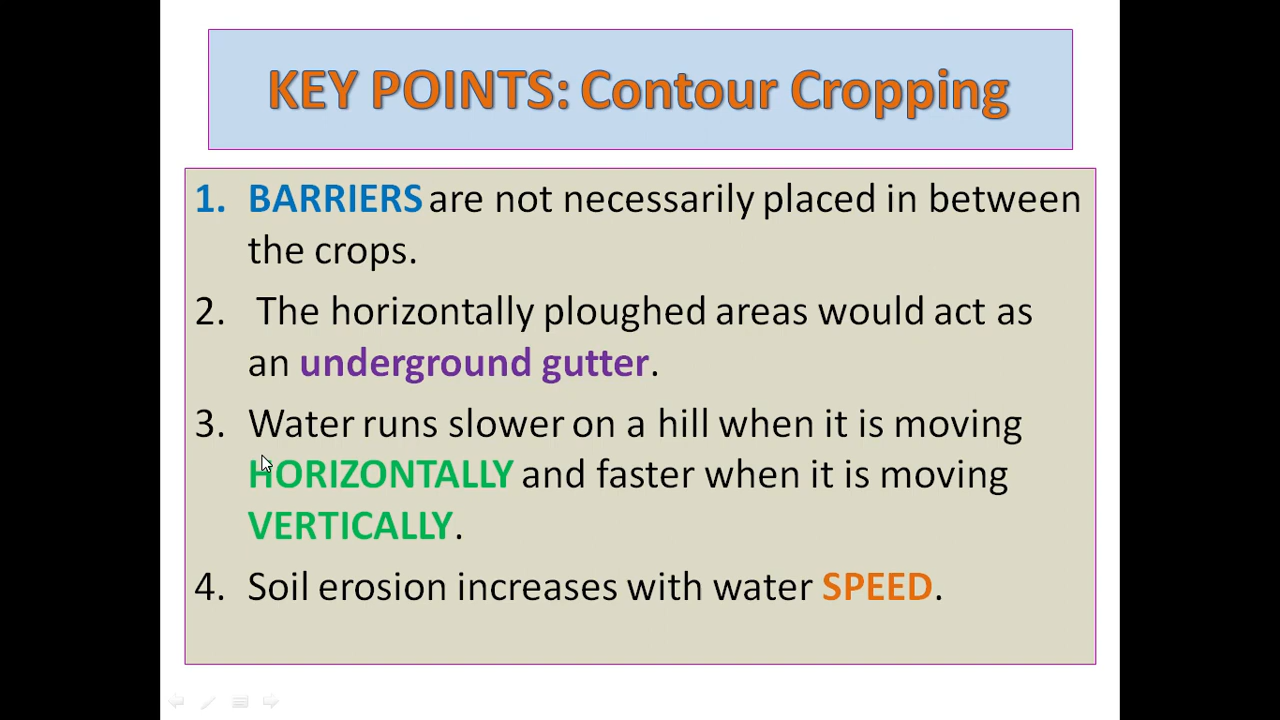 KEY POINTS: Contour Cropping
1. BARRIERS are not necessarily placed in between
the crops.
2. The horizontally ploughed areas would act as
an underground gutter.
3. Water runs slower on a hill when it is moving
HORIZONTALLY and faster when it is moving
VERTICALLY.
4. Soil erosion increases with water SPEED.